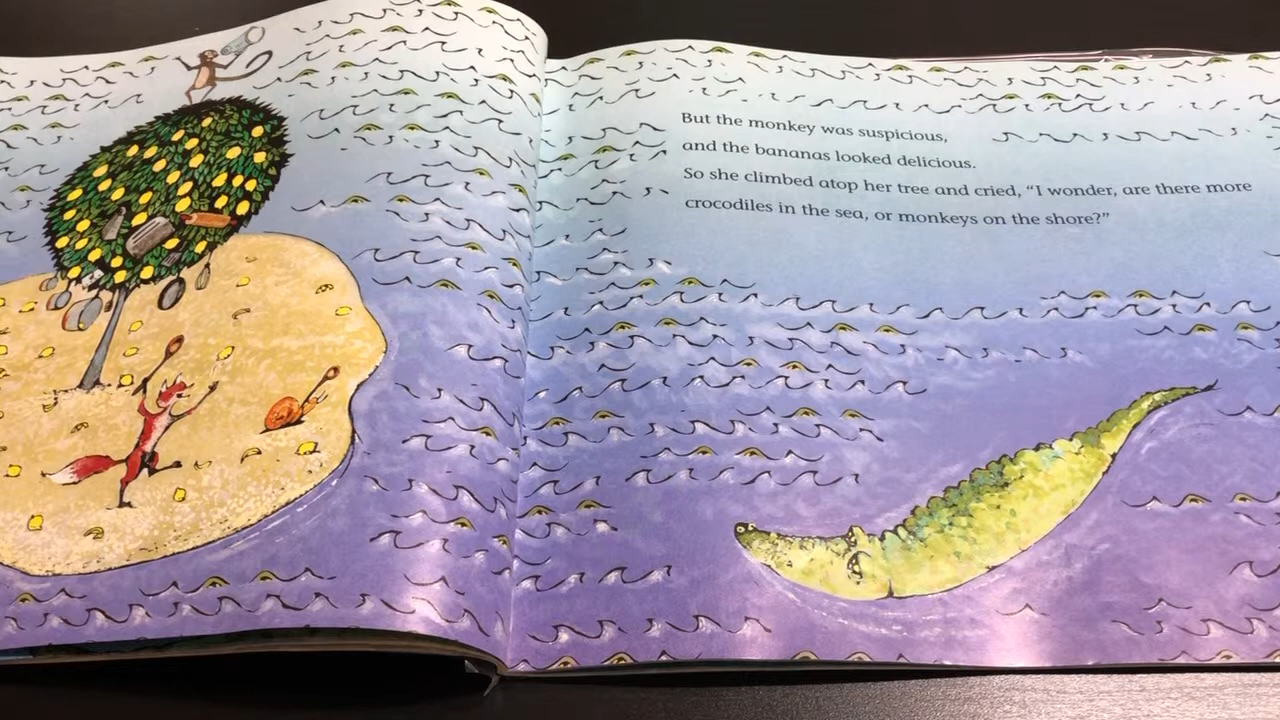 But the monkey was suspicious,
and the bananas looked delicious.
So she climbed atop her tree and cried, “I wonder, are there more
crocodiles in the sea, or monkeys on the shore?”